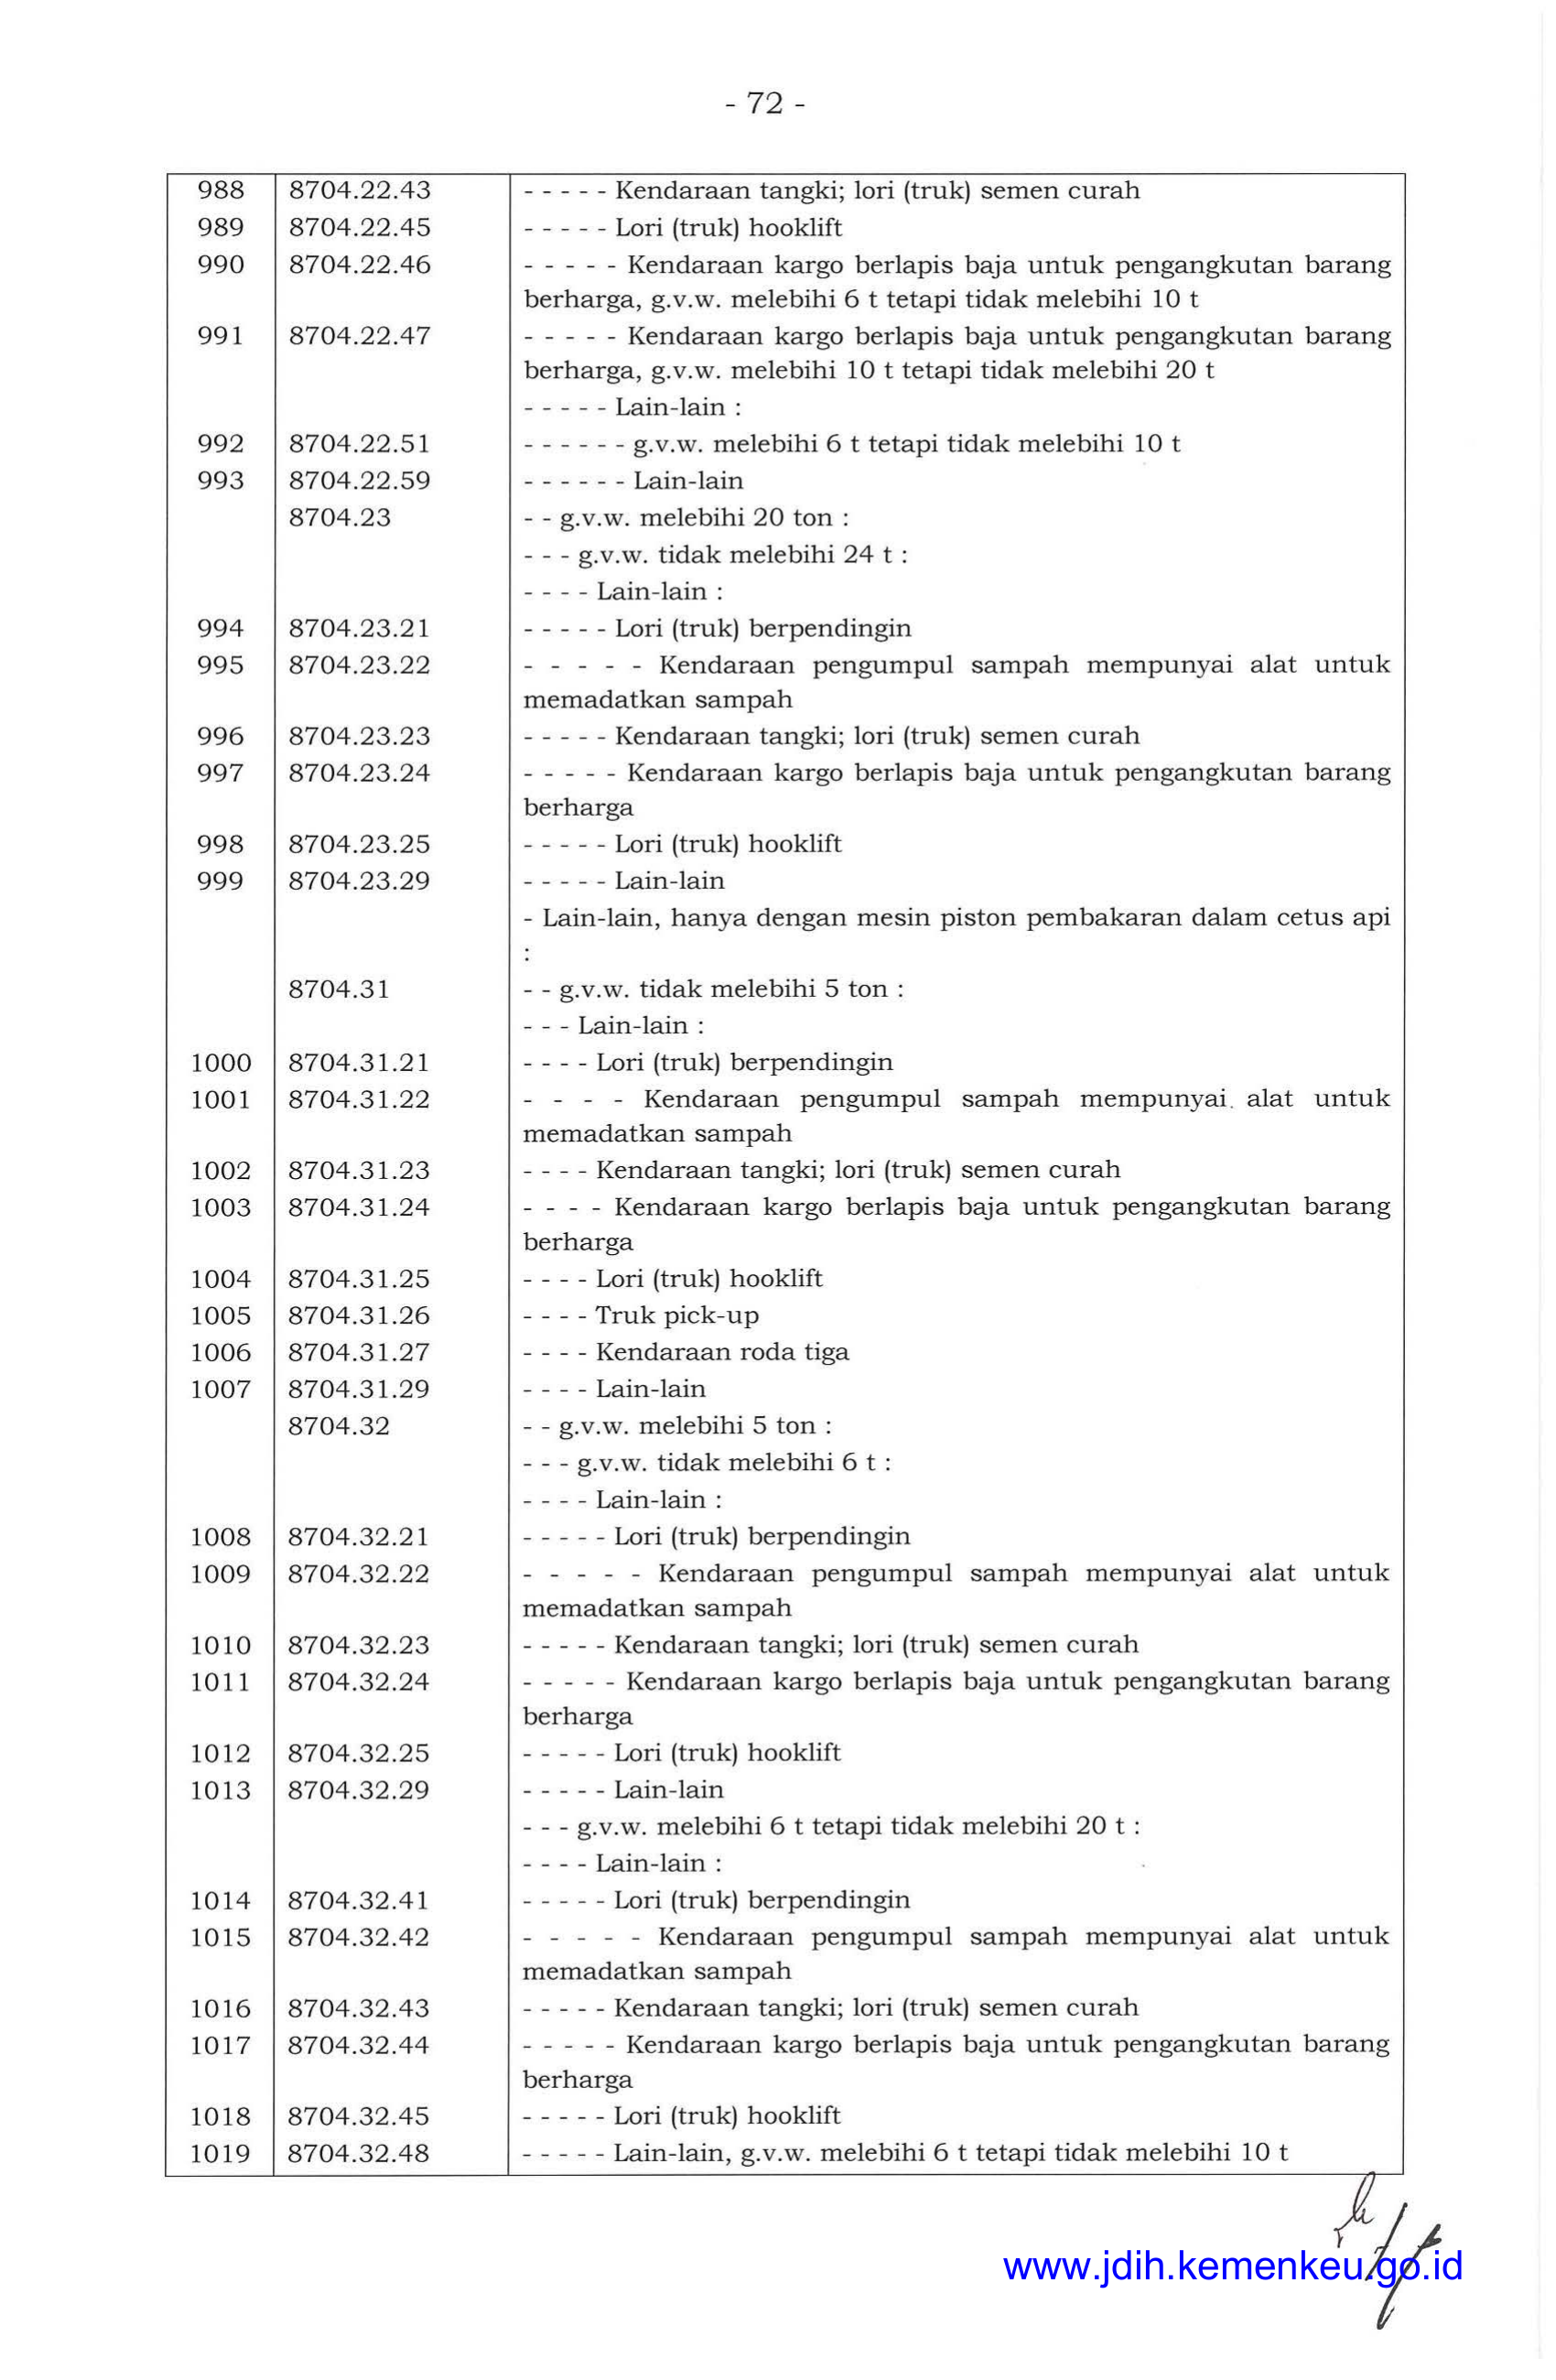 - 72 -
988 8704.22.43 - - - - - Kendaraan tangki; lori (truk) semen curah
989 8704.22.45 - - - - - Lori (truk) hooklift
990 8704.22.46 - - - - - Kendaraan kargo berlapis baja untuk pengangkutan barang
berharga, g.v.w. melebihi 6 t tetapi tidak melebihi 10 t
991 8704.22.47 - - - - - Kendaraan kargo berlapis baja untuk pengangkutan barang
berharga, g.v.w. melebihi 10 t tetapi tidak melebihi 20 t
- - - - - Lain-lain :
992 8704.22.51 - - - - - - g.v.w. melebihi 6 t tetapi tidak melebihi 10 t
993 8704.22.59 - - - - - - Lain-lain
8704.23 - - g.v.w. melebihi 20 ton :
- - - g.v.w. tidak melebihi 24 t :
- - - - Lain-lain :
994 8704.23.21 - - - - - Lori (truk) berpendingin
995 8704.23.22 - - - - - Kendaraan pengumpul sampah mempunyai alat untuk
memadatkan sampah
996 8704.23.23 - - - - - Kendaraan tangki; lori (truk) semen curah
997 8704.23.24 - - - - - Kendaraan kargo berlapis baja untuk pengangkutan barang
berharga
998 8704.23.25 - - - - - Lori (truk) hooklift
999 8704.23.29 - - - - - Lain-lain
- Lain-lain, hanya dengan mesin piston pembakaran dalam cetus api
:
8704.31 - - g.v.w. tidak melebihi 5 ton :
- - - Lain-lain :
1000 8704.31.21 - - - - Lori (truk) berpendingin
1001 8704.31.22 - - - - Kendaraan pengumpul sampah mempunyai alat untuk
memadatkan sampah
1002 8704.31.23 - - - - Kendaraan tangki; lori (truk) semen curah
1003 8704.31.24 - - - - Kendaraan kargo berlapis baja untuk pengangkutan barang
berharga
1004 8704.31.25 - - - - Lori (truk) hooklift
1005 8704.31.26 - - - - Truk pick-up
1006 8704.31.27 - - - - Kendaraan roda tiga
1007 8704.31.29 - - - - Lain-lain
8704.32 - - g.v.w. melebihi 5 ton :
- - - g.v.w. tidak melebihi 6 t :
- - - - Lain-lain :
1008 8704.32.21 - - - - - Lori (truk) berpendingin
1009 8704.32.22 - - - - - Kendaraan pengumpul sampah mempunyai alat untuk
memadatkan sampah
1010 8704.32.23 - - - - - Kendaraan tangki; lori (truk) semen curah
1011 8704.32.24 - - - - - Kendaraan kargo berlapis baja untuk pengangkutan barang
berharga
1012 8704.32.25 - - - - - Lori (truk) hooklift
1013 8704.32.29 - - - - - Lain-lain
- - - g.v.w. melebihi 6 t tetapi tidak melebihi 20 t :
- - - - Lain-lain :
1014 8704.32.41 - - - - - Lori (truk) berpendingin
1015 8704.32.42 - - - - - Kendaraan pengumpul sampah mempunyai alat untuk
memadatkan sampah
1016 8704.32.43 - - - - - Kendaraan tangki; lori (truk) semen curah
1017 8704.32.44 - - - - - Kendaraan kargo berlapis baja untuk pengangkutan barang
berharga
1018 8704.32.45 - - - - - Lori (truk) hooklift
1019 8704.32.48 - - - - - Lain-lain, g.v.w. melebihi 6 t tetapi tidak melebihi 10 t
www.jdih.kemenkeu.go.id